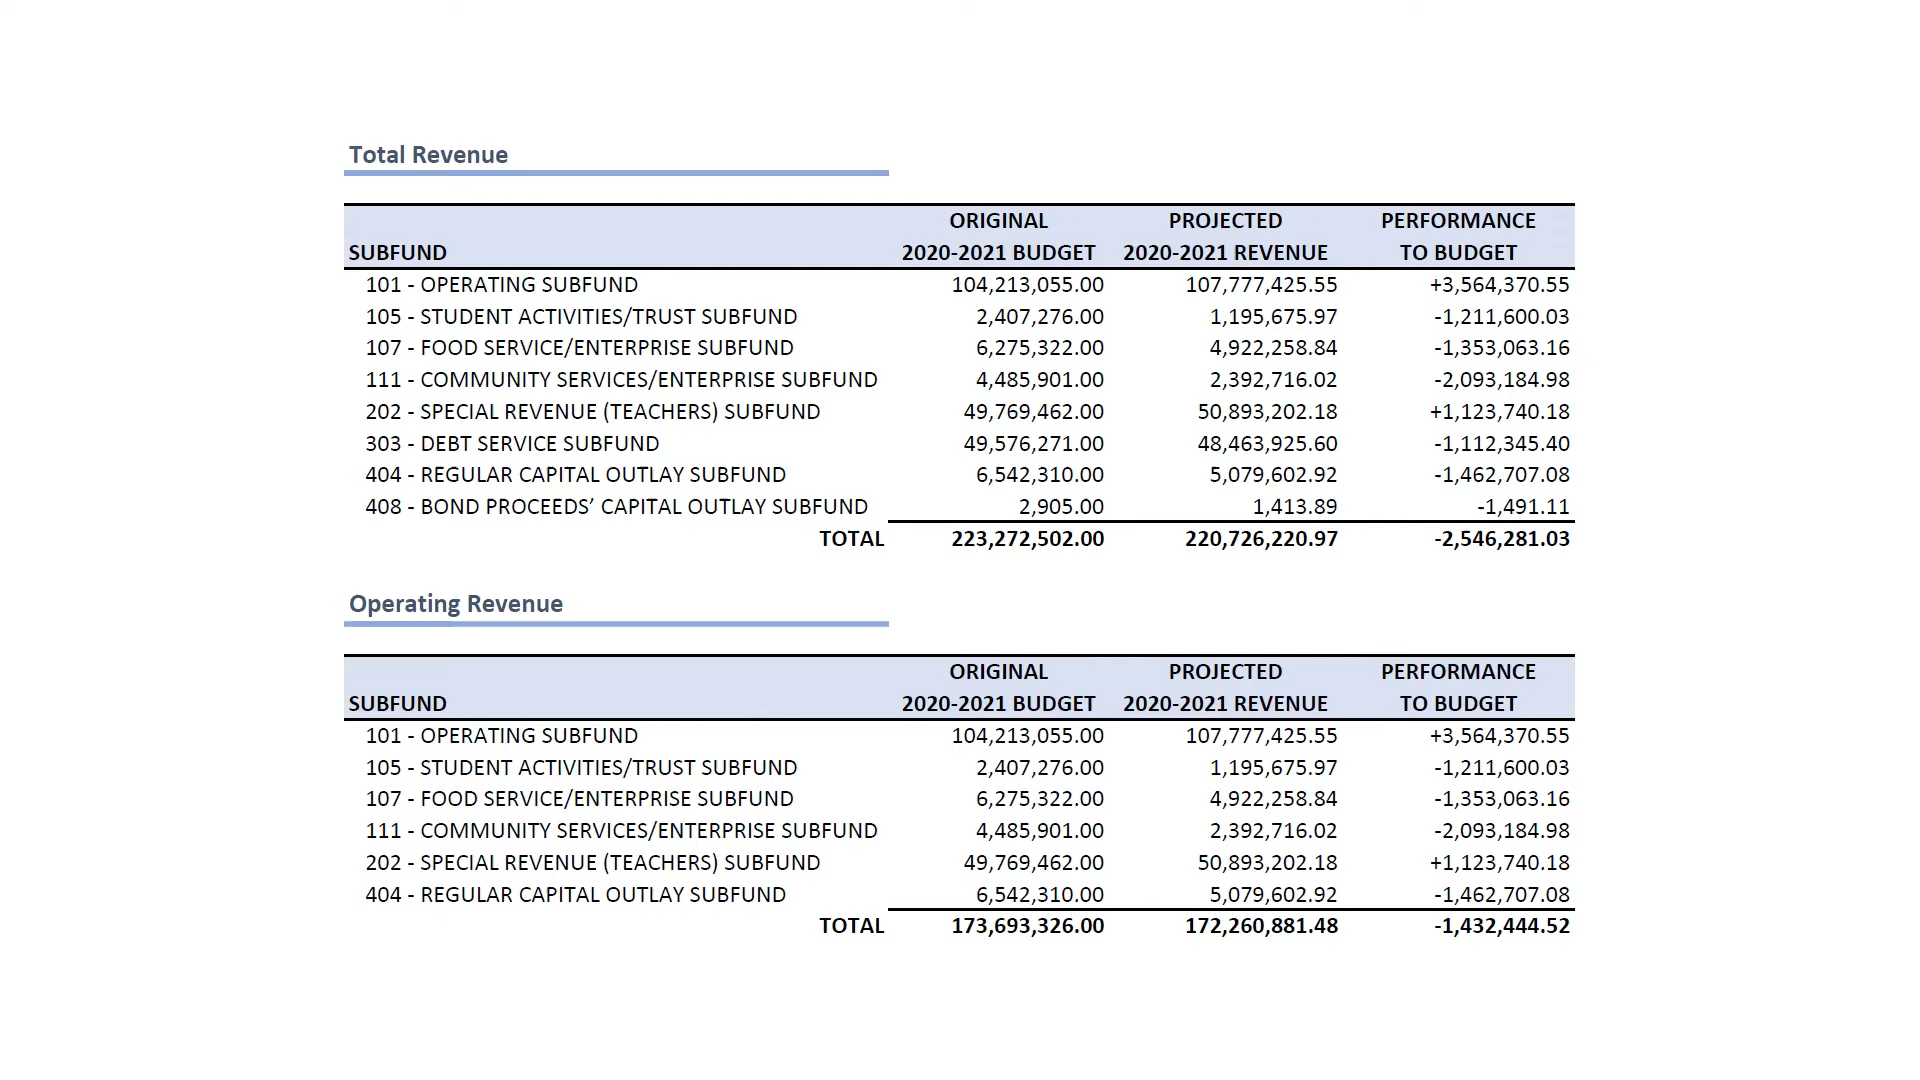 Total Revenue
ORIGINAL PROJECTED PERFORMANCE
SUBFUND 2020-2021 BUDGET 2020-2021 REVENUE TO BUDGET
101 - OPERATING SUBFUND 104,213,055.00 107,777,425.55 +3,564,370.55
105 - STUDENT ACTIVITIES/TRUST SUBFUND 2,407,276.00 1,195,675.97 -1,211,600.03
107 - FOOD SERVICE/ENTERPRISE SUBFUND 6,275,322.00 4,922,258.84 -1,353,063.16
111 - COMMUNITY SERVICES/ENTERPRISE SUBFUND 4,485,901.00 2,392,716.02 -2,093,184.98
202 - SPECIAL REVENUE (TEACHERS) SUBFUND 49,769,462.00 50,893,202.18 +1,123,740.18
303 - DEBT SERVICE SUBFUND 49,576,271.00 48,463,925.60 -1,112,345.40
404 - REGULAR CAPITAL OUTLAY SUBFUND 6,542,310.00 5,079,602.92 -1,462,707.08
408 - BOND PROCEEDS’ CAPITAL OUTLAY SUBFUND 2,905.00 1,413.89 -1,491.11
TOTAL 223,272,502.00 220,726,220.97 -2,546,281.03
Operating Revenue
ORIGINAL PROJECTED PERFORMANCE
SUBFUND 2020-2021 BUDGET 2020-2021 REVENUE TO BUDGET
101 - OPERATING SUBFUND 104,213,055.00 107,777,425.55 +3,564,370.55
105 - STUDENT ACTIVITIES/TRUST SUBFUND 2,407,276.00 1,195,675.97 -1,211,600.03
107 - FOOD SERVICE/ENTERPRISE SUBFUND 6,275,322.00 4,922,258.84 -1,353,063.16
111 - COMMUNITY SERVICES/ENTERPRISE SUBFUND 4,485,901.00 2,392,716.02 -2,093,184.98
202 - SPECIAL REVENUE (TEACHERS) SUBFUND 49,769,462.00 50,893,202.18 +1,123,740.18
404 - REGULAR CAPITAL OUTLAY SUBFUND 6,542,310.00 5,079,602.92 -1,462,707.08
TOTAL 173,693,326.00 172,260,881.48 -1,432,444.52